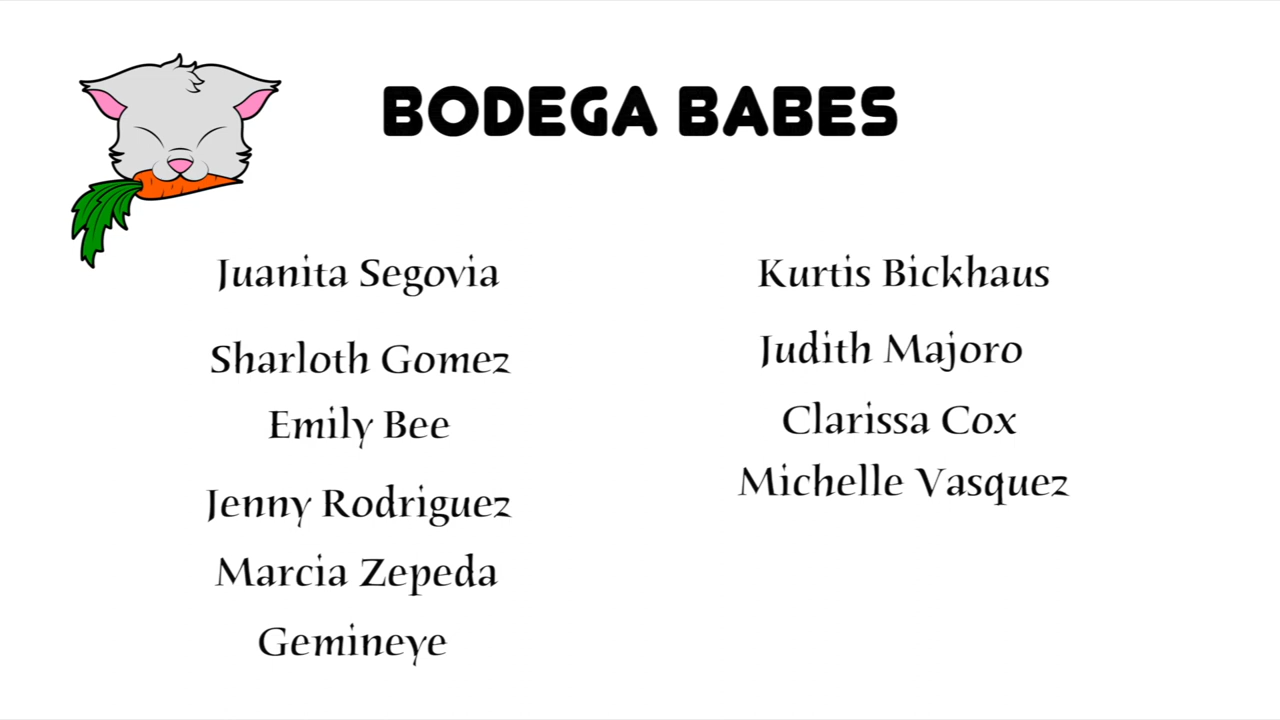 BODEGA BABES
Juanita Segovia
Sharloth Gomez
Emily Bee
Jenny Rodriguez
Marcia Zepeda
Gemineye
Kurtis Bickhaus
Judith Majoro
Clarissa Cox
Michelle Vasquez